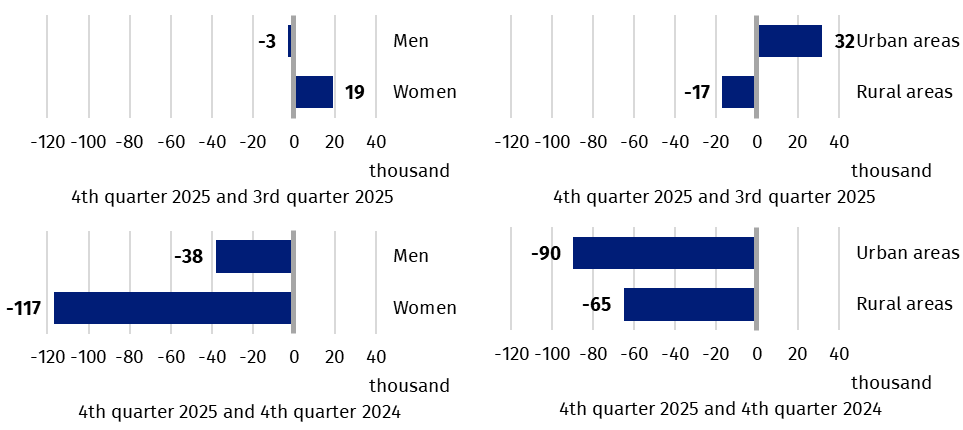 -3 Men
19 Women
-120 -100 -80 -60 -40 -20 0 20 40
thousand
4th quarter 2025 and 3rd quarter 2025
32 Urban areas
-17 Rural areas
-120 -100 -80 -60 -40 -20 0 20 40
thousand
4th quarter 2025 and 3rd quarter 2025
-38 Men
-117 Women
-120 -100 -80 -60 -40 -20 0 20 40
thousand
4th quarter 2025 and 4th quarter 2024
-90 Urban areas
-65 Rural areas
-120 -100 -80 -60 -40 -20 0 20 40
thousand
4th quarter 2025 and 4th quarter 2024